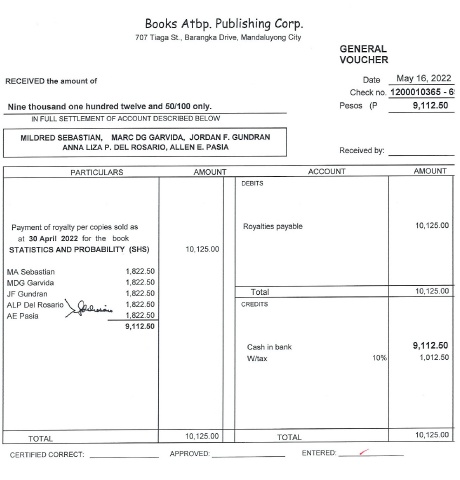 Books Atbp. Publishing Corp.
707 Tiaga St., Barangka Drive, Mandaluyong City
GENERAL
VOUCHER
RECEIVED the amount of
Date May 16, 2022
Check no. 1200010365 - 6
Nine thousand one hundred twelve and 50/100 only. Pesos (P 9,112.50
IN FULL SETTLEMENT OF ACCOUNT DESCRIBED BELOW
MILDRED SEBASTIAN, MARC DG GARVIDA, JORDAN F. GUNDRAN
ANNA LIZA P. DEL ROSARIO, ALLEN E. PASIA
Received by:
PARTICULARS AMOUNT ACCOUNT AMOUNT
DEBITS
Payment of royalty per copies sold as Royalties payable 10,125.00
at 30 April 2022 for the book
STATISTICS AND PROBABILITY (SHS) 10,125.00
MA Sebastian 1,822.50
MDG Garvida 1,822.50
JF Gundran 1,822.50 Total 10,125.00
ALP Del Rosario 1,822.50 CREDITS
AE Pasia 1,822.50
9,112.50
Cash in bank 9,112.50
W/tax 10% 1,012.50
TOTAL 10,125.00 TOTAL 10,125.00
CERTIFIED CORRECT: APPROVED: ENTERED: